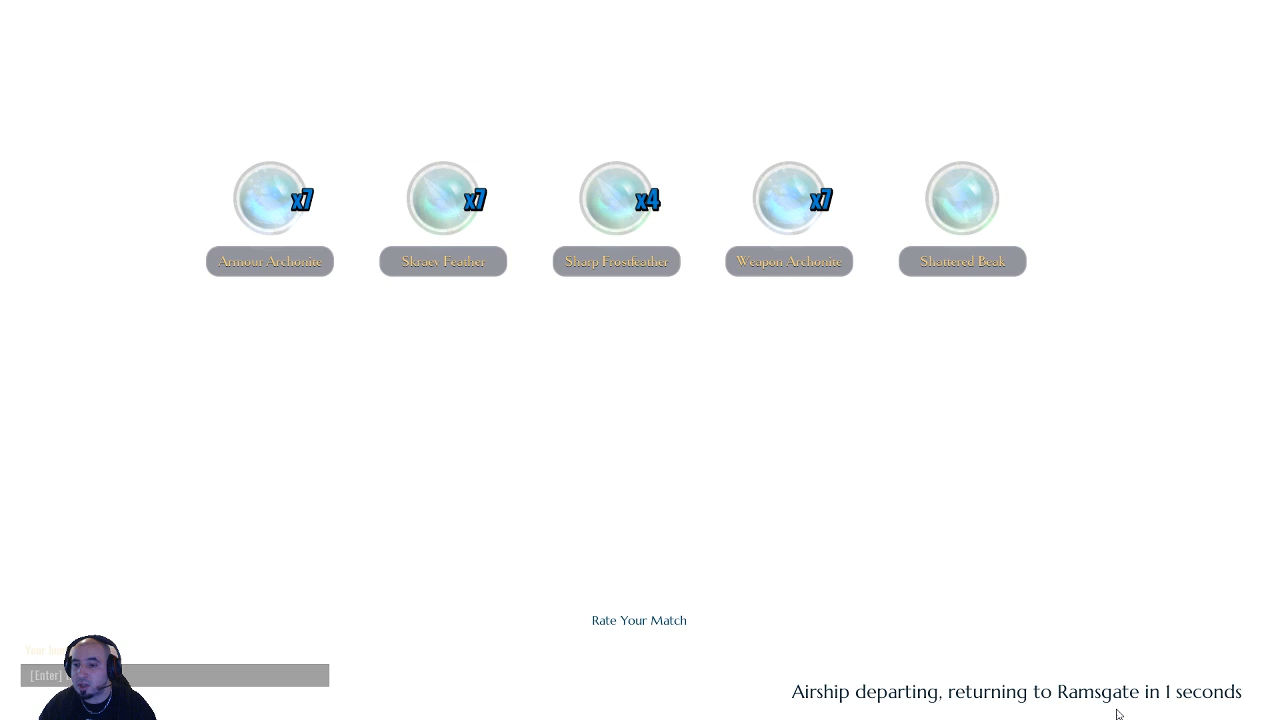 x7 x7 x4 x7
Armour Archonite Skraev Feather Sharp Frostfeather Weapon Archonite Shattered Beak
Rate Your Match
Your
[Enter]
Airship departing, returning to Ramsgate in 1 seconds